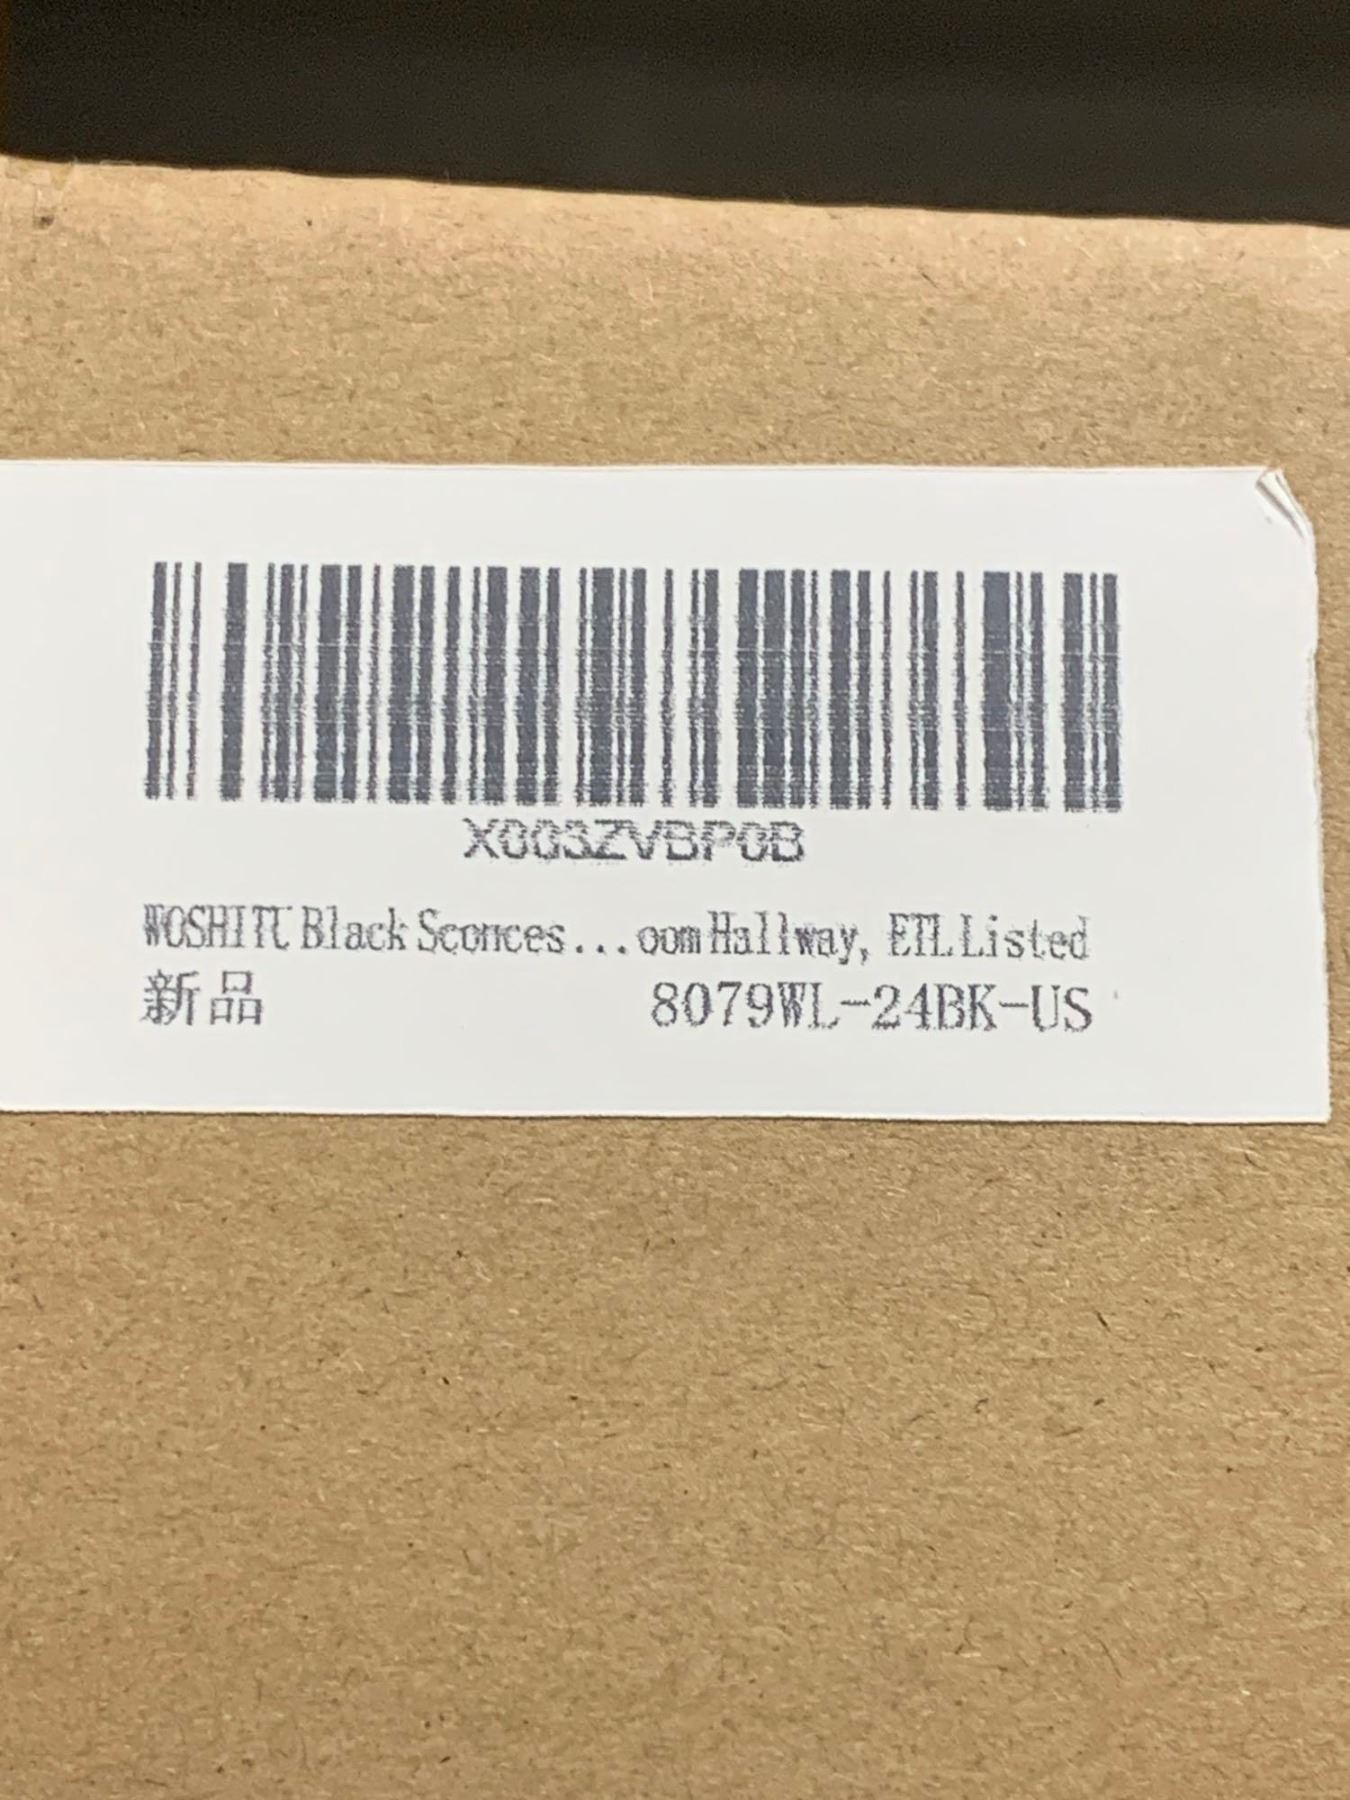 X003ZVBP0B
WOSHITU Black Sconces...oom Hallway, ETL Listed
新品 8079WL-24BK-US